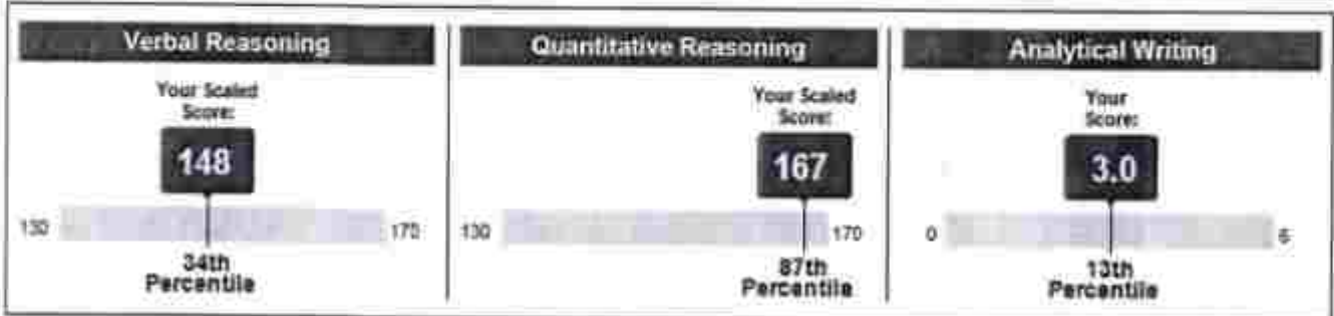 Verbal Reasoning
Your Scaled
Score:
148
130
170
34th
Percentile
Quantitative Reasoning
Your Scaled
Score:
167
130
170
87th
Percentile
Analytical Writing
Your
Score:
3.0
0
6
13th
Percentile